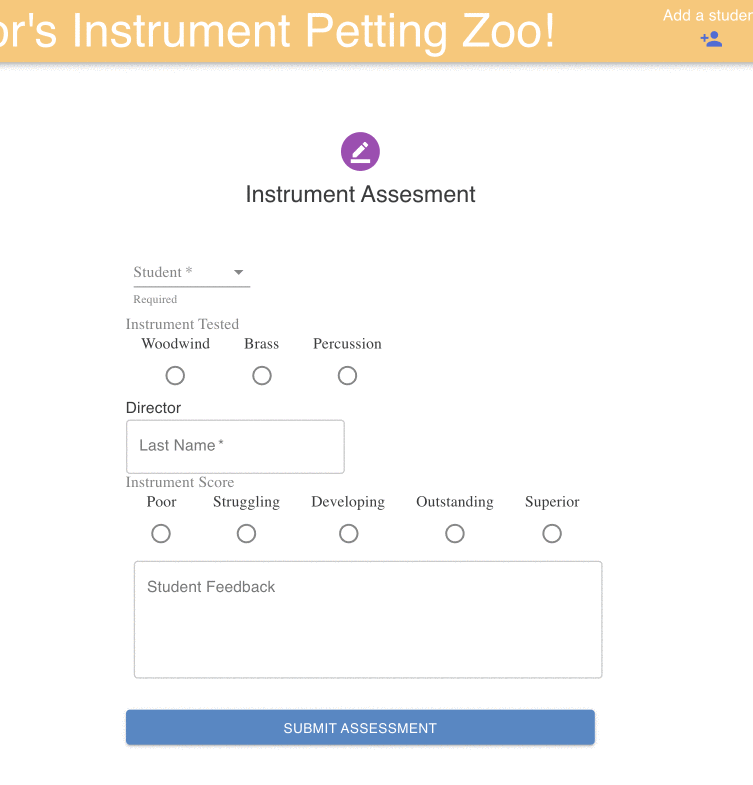 or's Instrument Petting Zoo!
Add a studen
Instrument Assesment
Student *
Required
Instrument Tested
Woodwind Brass Percussion
Director
Last Name *
Instrument Score
Poor Struggling Developing Outstanding Superior
Student Feedback
SUBMIT ASSESSMENT